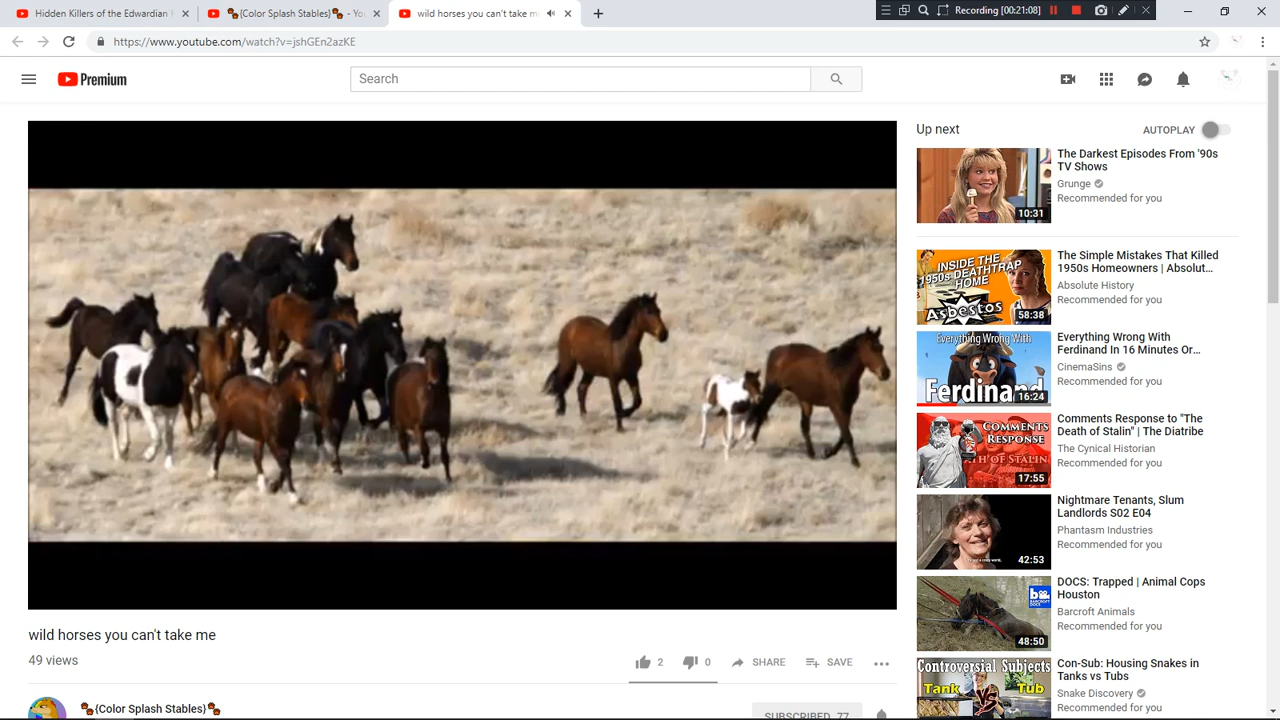 Hidden Killers of the Edwardian H
{Color Splash Stables} - Yo
wild horses you can't take me
Recording [00:21:08]
https://www.youtube.com/watch?v=jshGEn2azKE
Premium
Search
Up next
AUTOPLAY
10:31
The Darkest Episodes From '90s
TV Shows
Grunge
Recommended for you
INSIDE THE
1950s DEATHTRAP
HOME
Asbestos
58:38
The Simple Mistakes That Killed
1950s Homeowners | Absolut...
Absolute History
Recommended for you
Everything Wrong With
Ferdinand
16:24
Everything Wrong With
Ferdinand In 16 Minutes Or...
CinemaSins
Recommended for you
COMMENTS
RESPONSE
TH OF STALIN
17:55
Comments Response to "The
Death of Stalin" | The Diatribe
The Cynical Historian
Recommended for you
42:53
Nightmare Tenants, Slum
Landlords S02 E04
Phantasm Industries
Recommended for you
BARCROFT
DOCS
48:50
DOCS: Trapped | Animal Cops
Houston
Barcroft Animals
Recommended for you
Controversial Subjects
Tank
Tub
Con-Sub: Housing Snakes in
Tanks vs Tubs
Snake Discovery
Recommended for you
wild horses you can't take me
49 views
2
0
SHARE
SAVE
{Color Splash Stables}
SUBSCRIBED 77